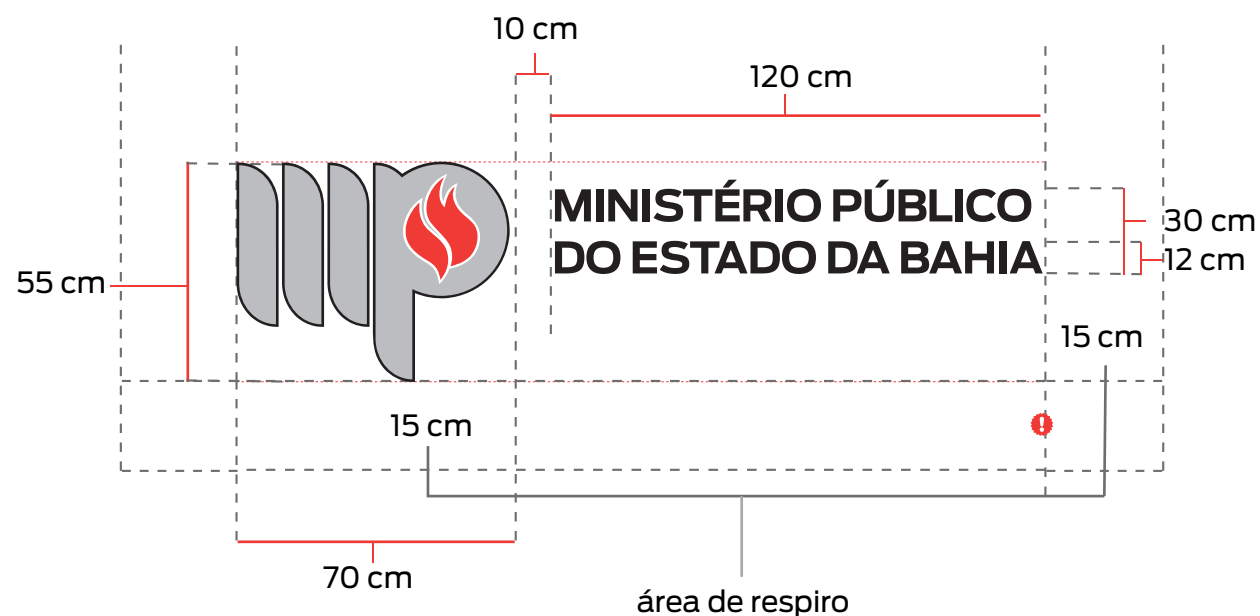 10 cm
120 cm
mp
MINISTÉRIO PÚBLICO
DO ESTADO DA BAHIA
30 cm
12 cm
55 cm
15 cm
15 cm
!
70 cm
área de respiro